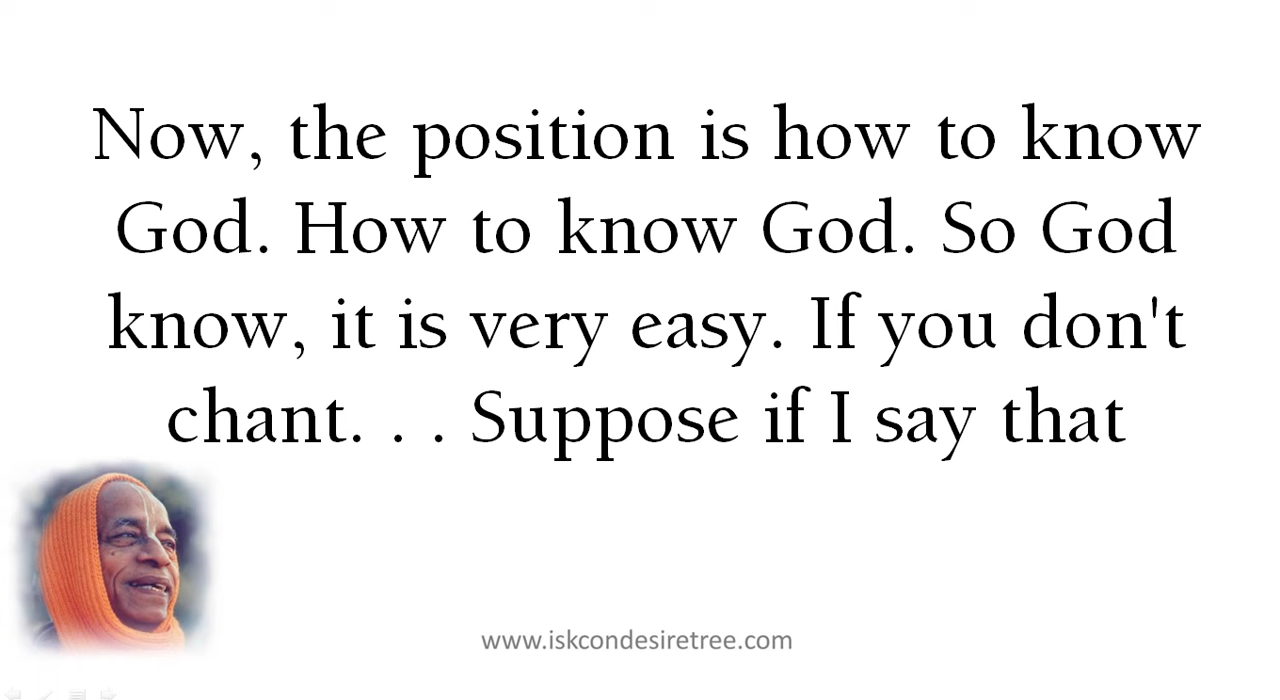 Now, the position is how to know
God. How to know God. So God
know, it is very easy. If you don't
chant. . . Suppose if I say that
www.iskcondesiretree.com